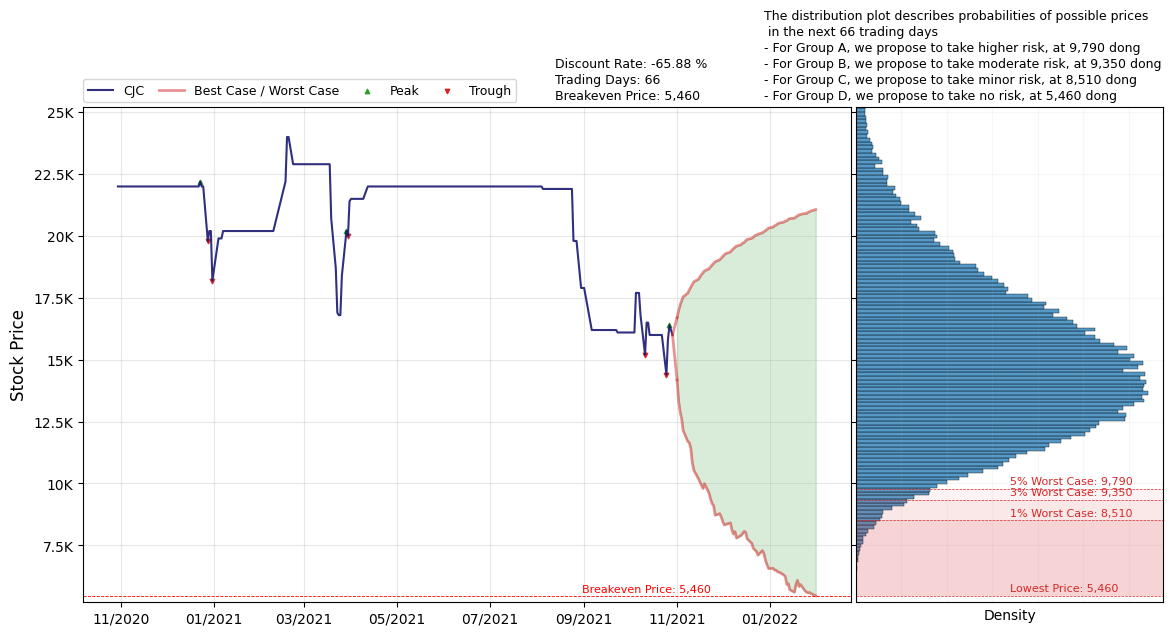 The distribution plot describes probabilities of possible prices
in the next 66 trading days
- For Group A, we propose to take higher risk, at 9,790 dong
- For Group B, we propose to take moderate risk, at 9,350 dong
- For Group C, we propose to take minor risk, at 8,510 dong
- For Group D, we propose to take no risk, at 5,460 dong
Discount Rate: -65.88 %
Trading Days: 66
Breakeven Price: 5,460
CJC
Best Case / Worst Case
Peak
Trough
Stock Price
25K
22.5K
20K
17.5K
15K
12.5K
10K
7.5K
Breakeven Price: 5,460
11/2020
01/2021
03/2021
05/2021
07/2021
09/2021
11/2021
01/2022
5% Worst Case: 9,790
3% Worst Case: 9,350
1% Worst Case: 8,510
Lowest Price: 5,460
Density